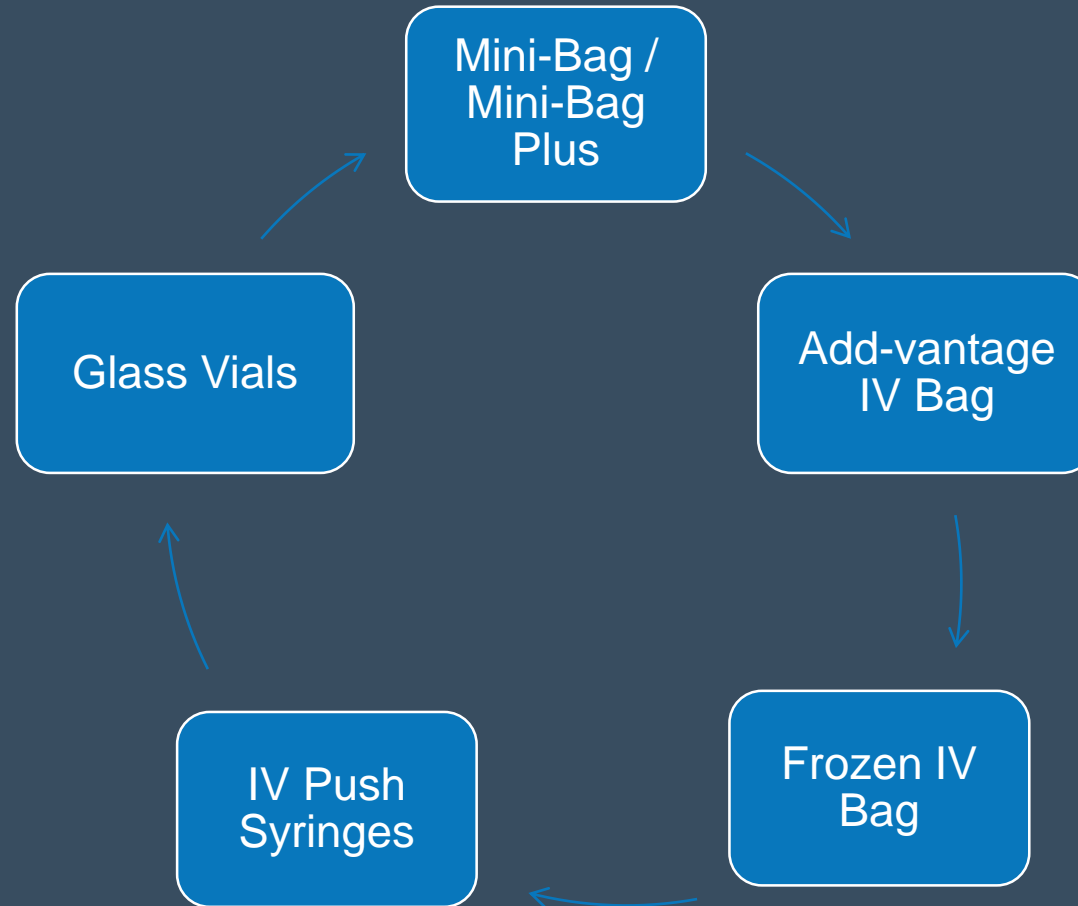 Mini-Bag /
Mini-Bag
Plus
Add-vantage
IV Bag
Frozen IV
Bag
IV Push
Syringes
Glass Vials